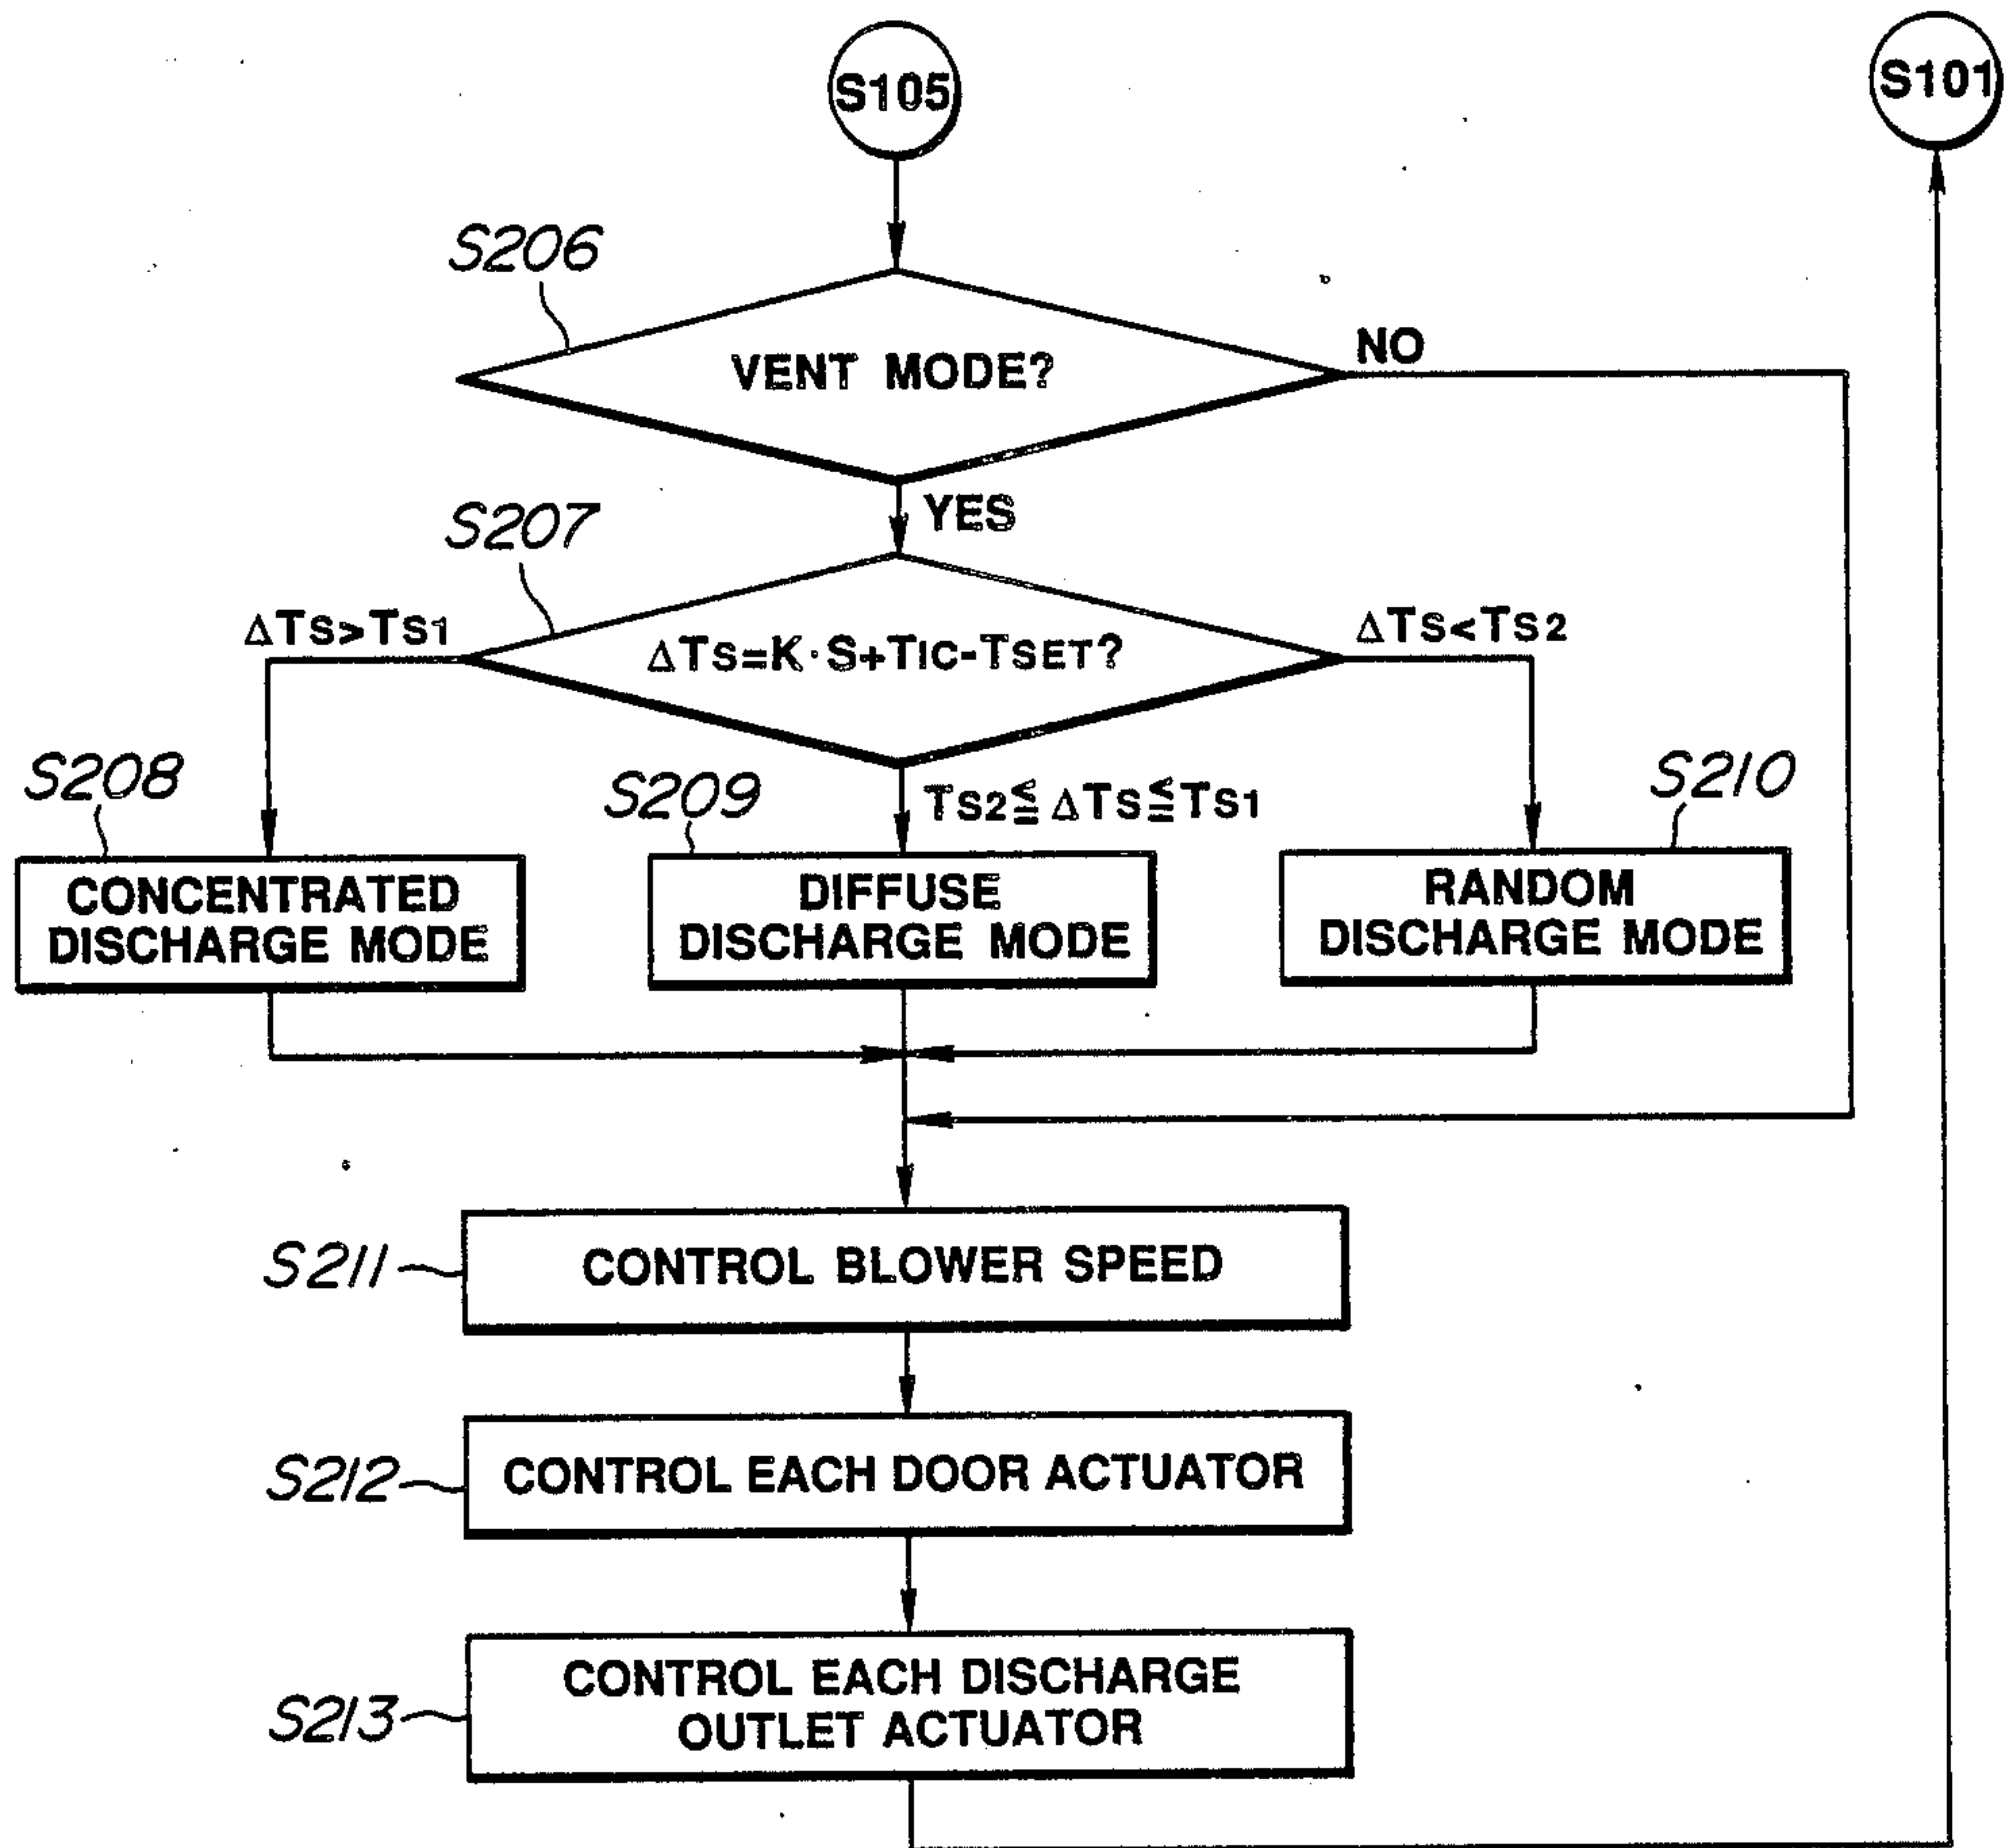 S105
S101
S206
VENT MODE?
NO
YES
S207
ΔTS>TS1
ΔTS=K·S+TIC-TSET?
ΔTS<TS2
S208
S209
TS2≦ΔTS≦TS1
S210
CONCENTRATED
DISCHARGE MODE
DIFFUSE
DISCHARGE MODE
RANDOM
DISCHARGE MODE
S211
CONTROL BLOWER SPEED
S212
CONTROL EACH DOOR ACTUATOR
S213
CONTROL EACH DISCHARGE
OUTLET ACTUATOR